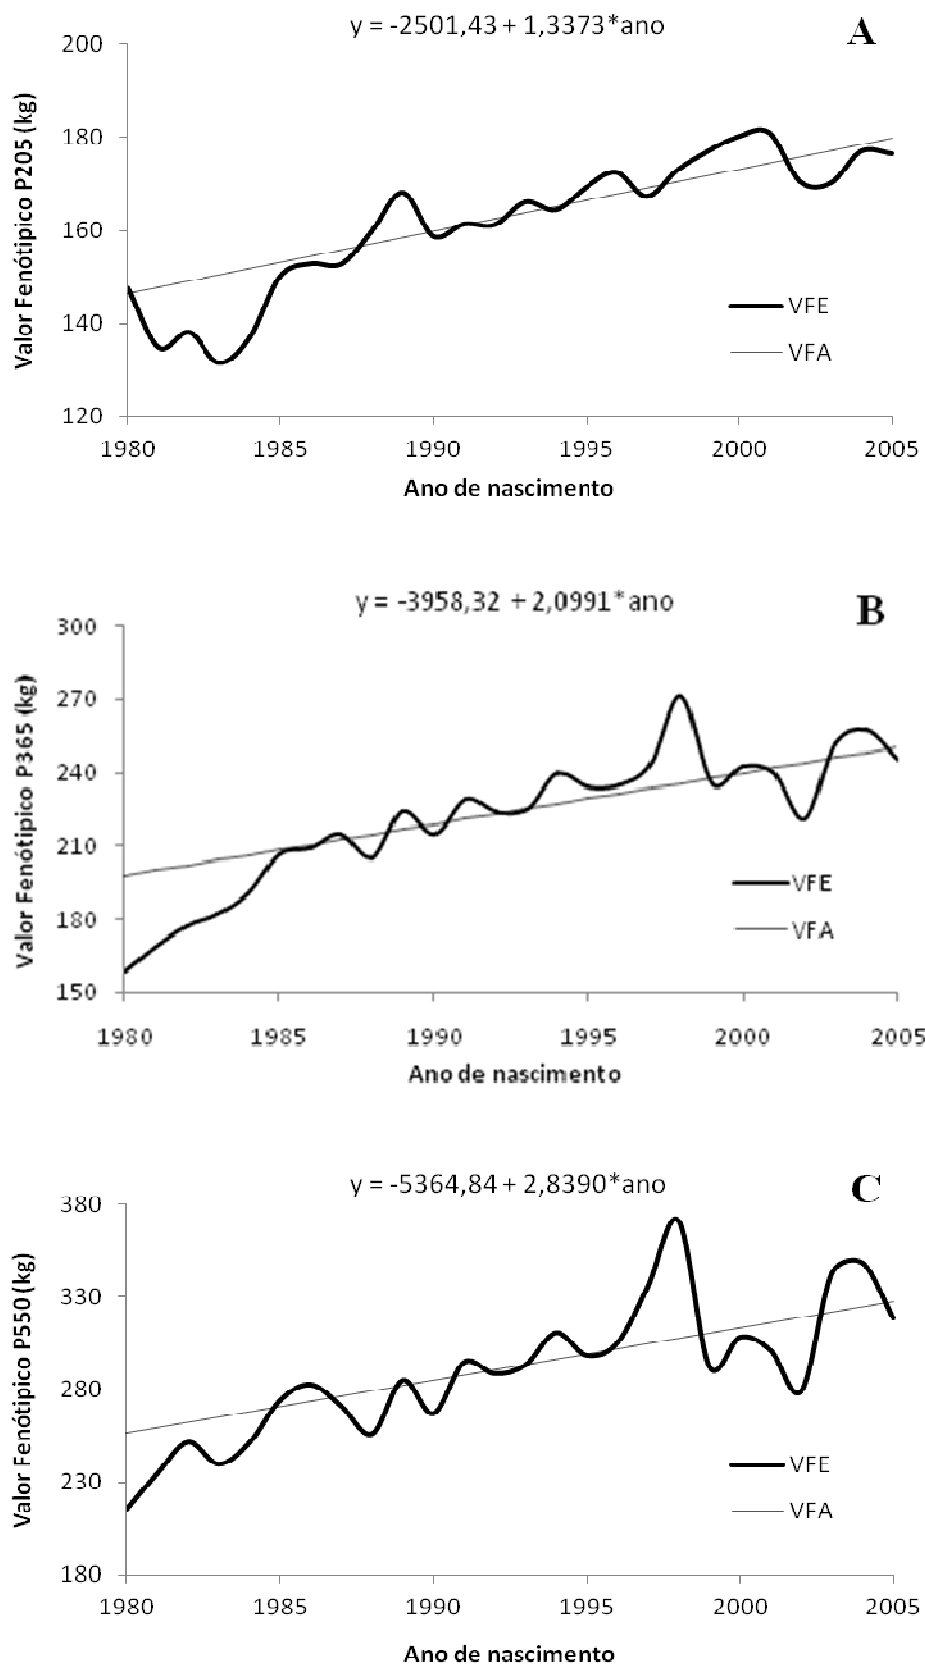 y = -2501,43 + 1,3373*ano
A
Valor Fenótipico P205 (kg)
200
180
160
140
120
VFE
VFA
1980 1985 1990 1995 2000 2005
Ano de nascimento
y = -3958,32 + 2,0991*ano
B
Valor Fenótipico P365 (kg)
300
270
240
210
180
150
VFE
VFA
1980 1985 1990 1995 2000 2005
Ano de nascimento
y = -5364,84 + 2,8390*ano
C
Valor Fenótipico P550 (kg)
380
330
280
230
180
VFE
VFA
1980 1985 1990 1995 2000 2005
Ano de nascimento